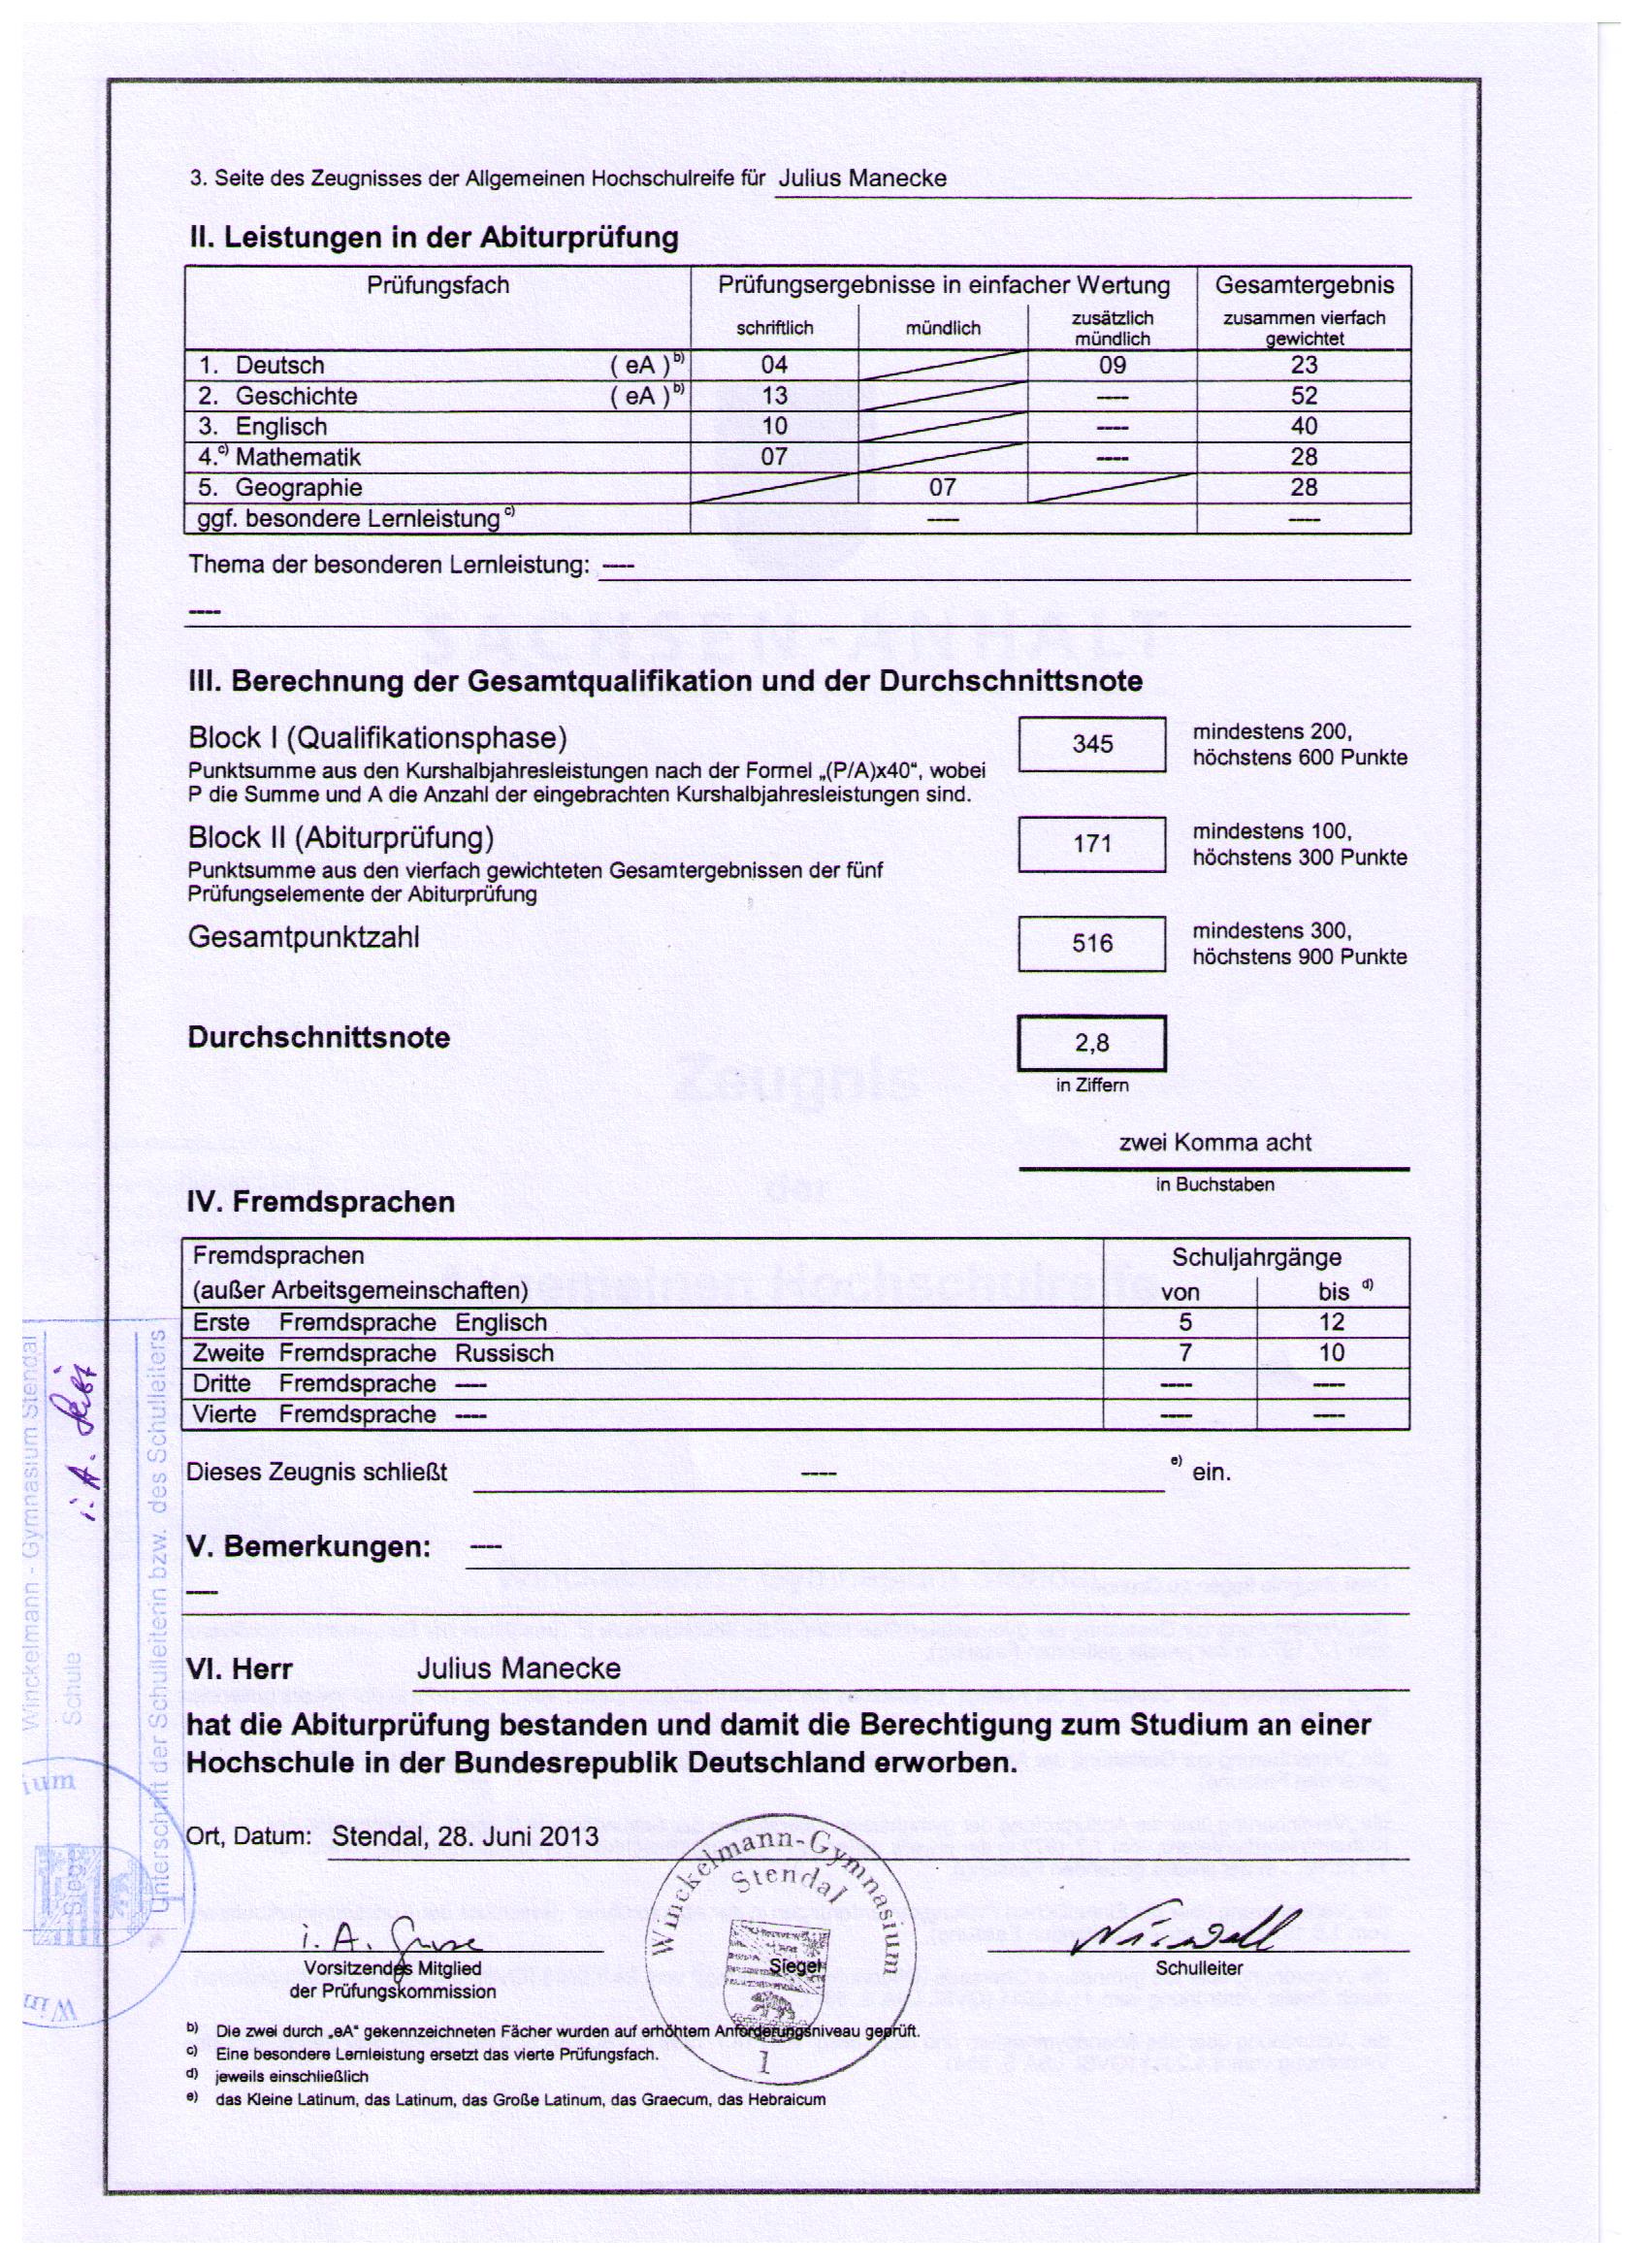 3. Seite des Zeugnisses der Allgemeinen Hochschulreife für Julius Manecke
II. Leistungen in der Abiturprüfung
Prüfungsfach Prüfungsergebnisse in einfacher Wertung Gesamtergebnis
schriftlich mündlich zusätzlich mündlich zusammen vierfach gewichtet
1. Deutsch ( eA ) b) 04 09 23
2. Geschichte ( eA ) b) 13 ---- 52
3. Englisch 10 ---- 40
4. c) Mathematik 07 ---- 28
5. Geographie 07 28
ggf. besondere Lernleistung c) ---- ----
Thema der besonderen Lernleistung: ----
----
III. Berechnung der Gesamtqualifikation und der Durchschnittsnote
Block I (Qualifikationsphase) 345 mindestens 200,
höchstens 600 Punkte
Punktsumme aus den Kurshalbjahresleistungen nach der Formel „(P/A)x40“, wobei
P die Summe und A die Anzahl der eingebrachten Kurshalbjahresleistungen sind.
Block II (Abiturprüfung) 171 mindestens 100,
höchstens 300 Punkte
Punktsumme aus den vierfach gewichteten Gesamtergebnissen der fünf
Prüfungselemente der Abiturprüfung
Gesamtpunktzahl 516 mindestens 300,
höchstens 900 Punkte
Durchschnittsnote 2,8
in Ziffern
zwei Komma acht
in Buchstaben
IV. Fremdsprachen
Fremdsprachen Schuljahrgänge
(außer Arbeitsgemeinschaften) von bis d)
Erste Fremdsprache Englisch 5 12
Zweite Fremdsprache Russisch 7 10
Dritte Fremdsprache ---- ---- ----
Vierte Fremdsprache ---- ---- ----
Dieses Zeugnis schließt ---- e) ein.
V. Bemerkungen: ----
----
VI. Herr Julius Manecke
hat die Abiturprüfung bestanden und damit die Berechtigung zum Studium an einer
Hochschule in der Bundesrepublik Deutschland erworben.
Ort, Datum: Stendal, 28. Juni 2013
Winckelmann-Gymnasium
Stendal
Siegel
1
i. A.
Vorsitzendes Mitglied
der Prüfungskommission
Schulleiter
b) Die zwei durch „eA“ gekennzeichneten Fächer wurden auf erhöhtem Anforderungsniveau geprüft.
c) Eine besondere Lernleistung ersetzt das vierte Prüfungsfach.
d) jeweils einschließlich
e) das Kleine Latinum, das Latinum, das Große Latinum, das Graecum, das Hebraicum
Winckelmann - Gymnasium Stendal
Schule
i. A.
Unterschrift der Schulleiterin bzw. des Schulleiters
Siegel
ium
Win